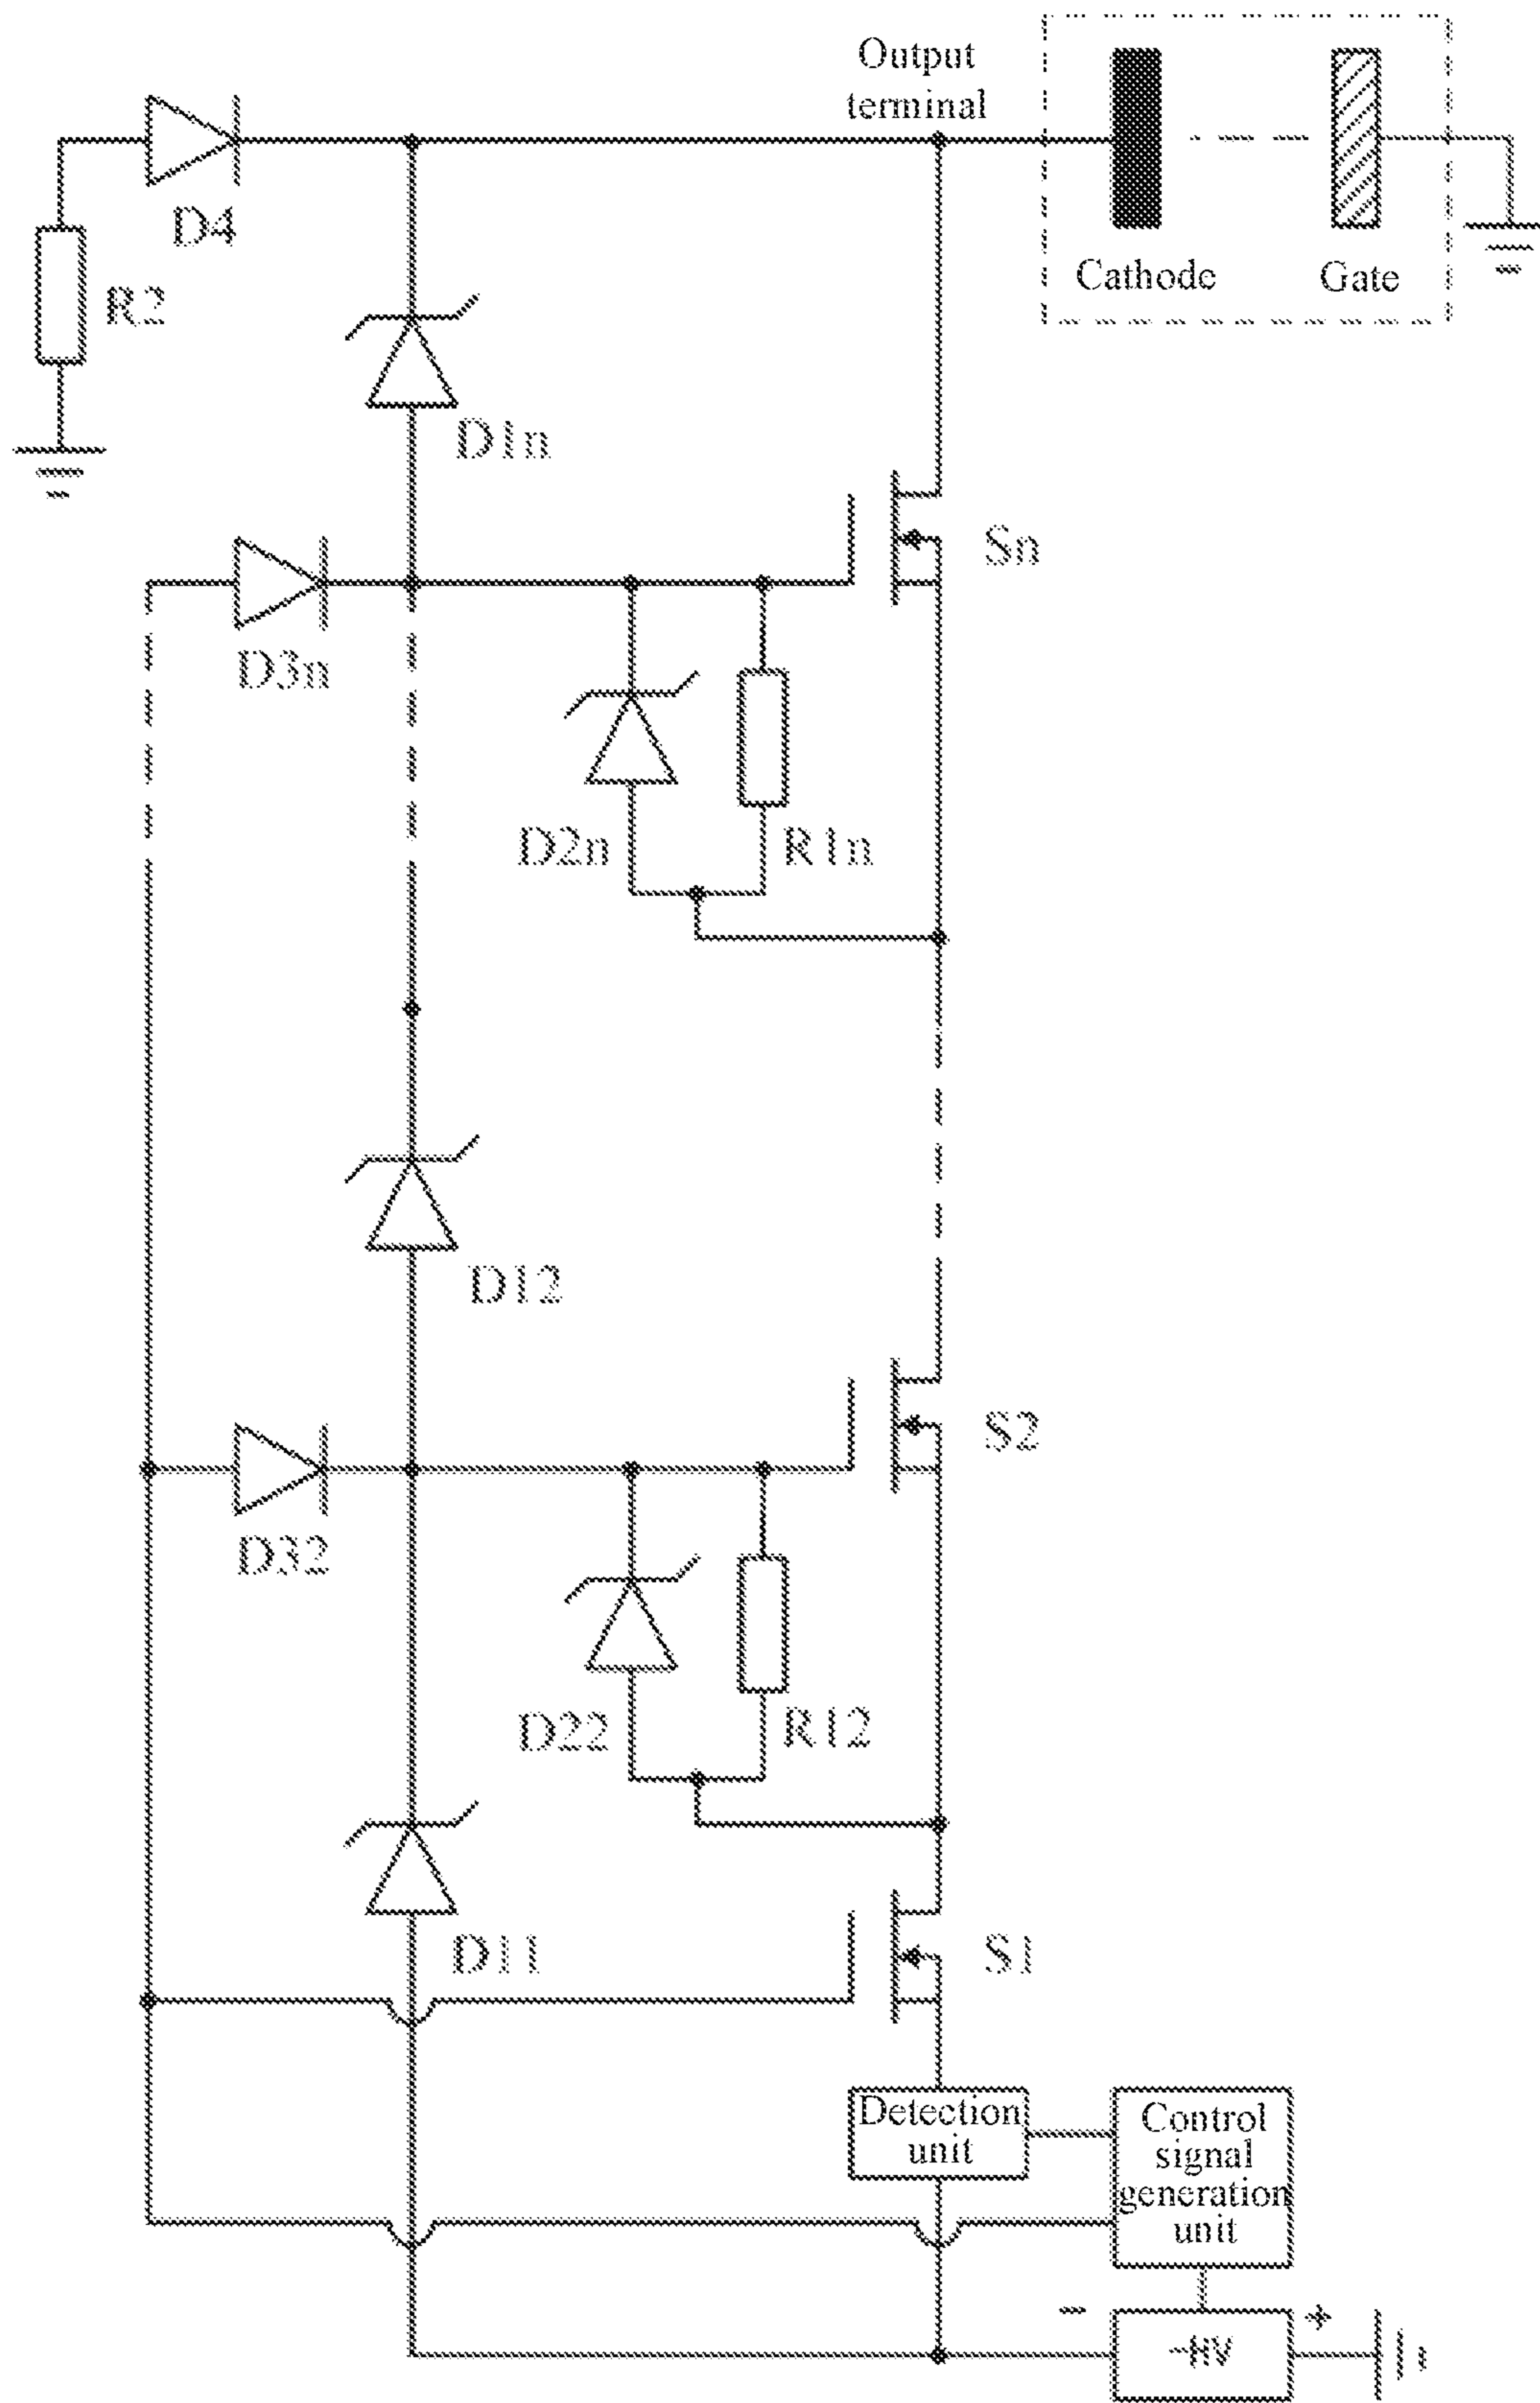 Output
terminal
Cathode
Gate
D4
R2
D1n
Sn
D3n
D2n
R1n
D12
S2
D32
D22
R12
D11
S1
Detection
unit
Control
signal
generation
unit
-
+
-HV